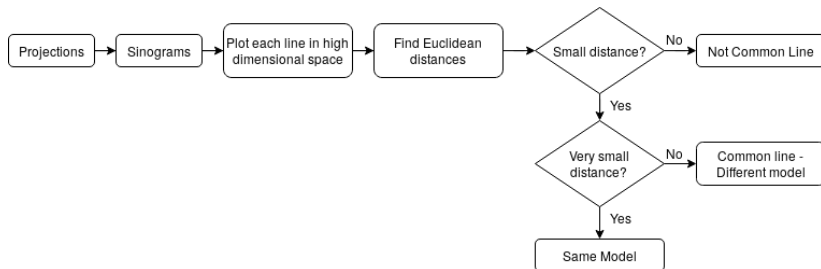 Projections
Sinograms
Plot each line in high
dimensional space
Find Euclidean
distances
Small distance?
No
Not Common Line
Yes
Very small
distance?
No
Common line -
Different model
Yes
Same Model